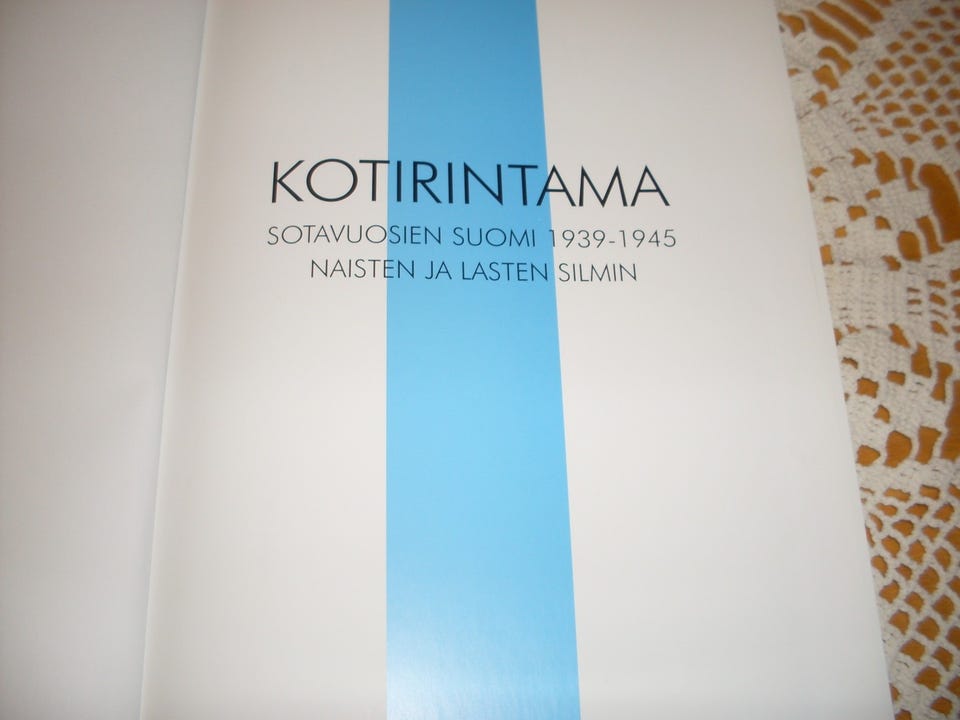 KOTIRINTAMA
SOTAVUOSIEN SUOMI 1939-1945
NAISTEN JA LASTEN SILMIN